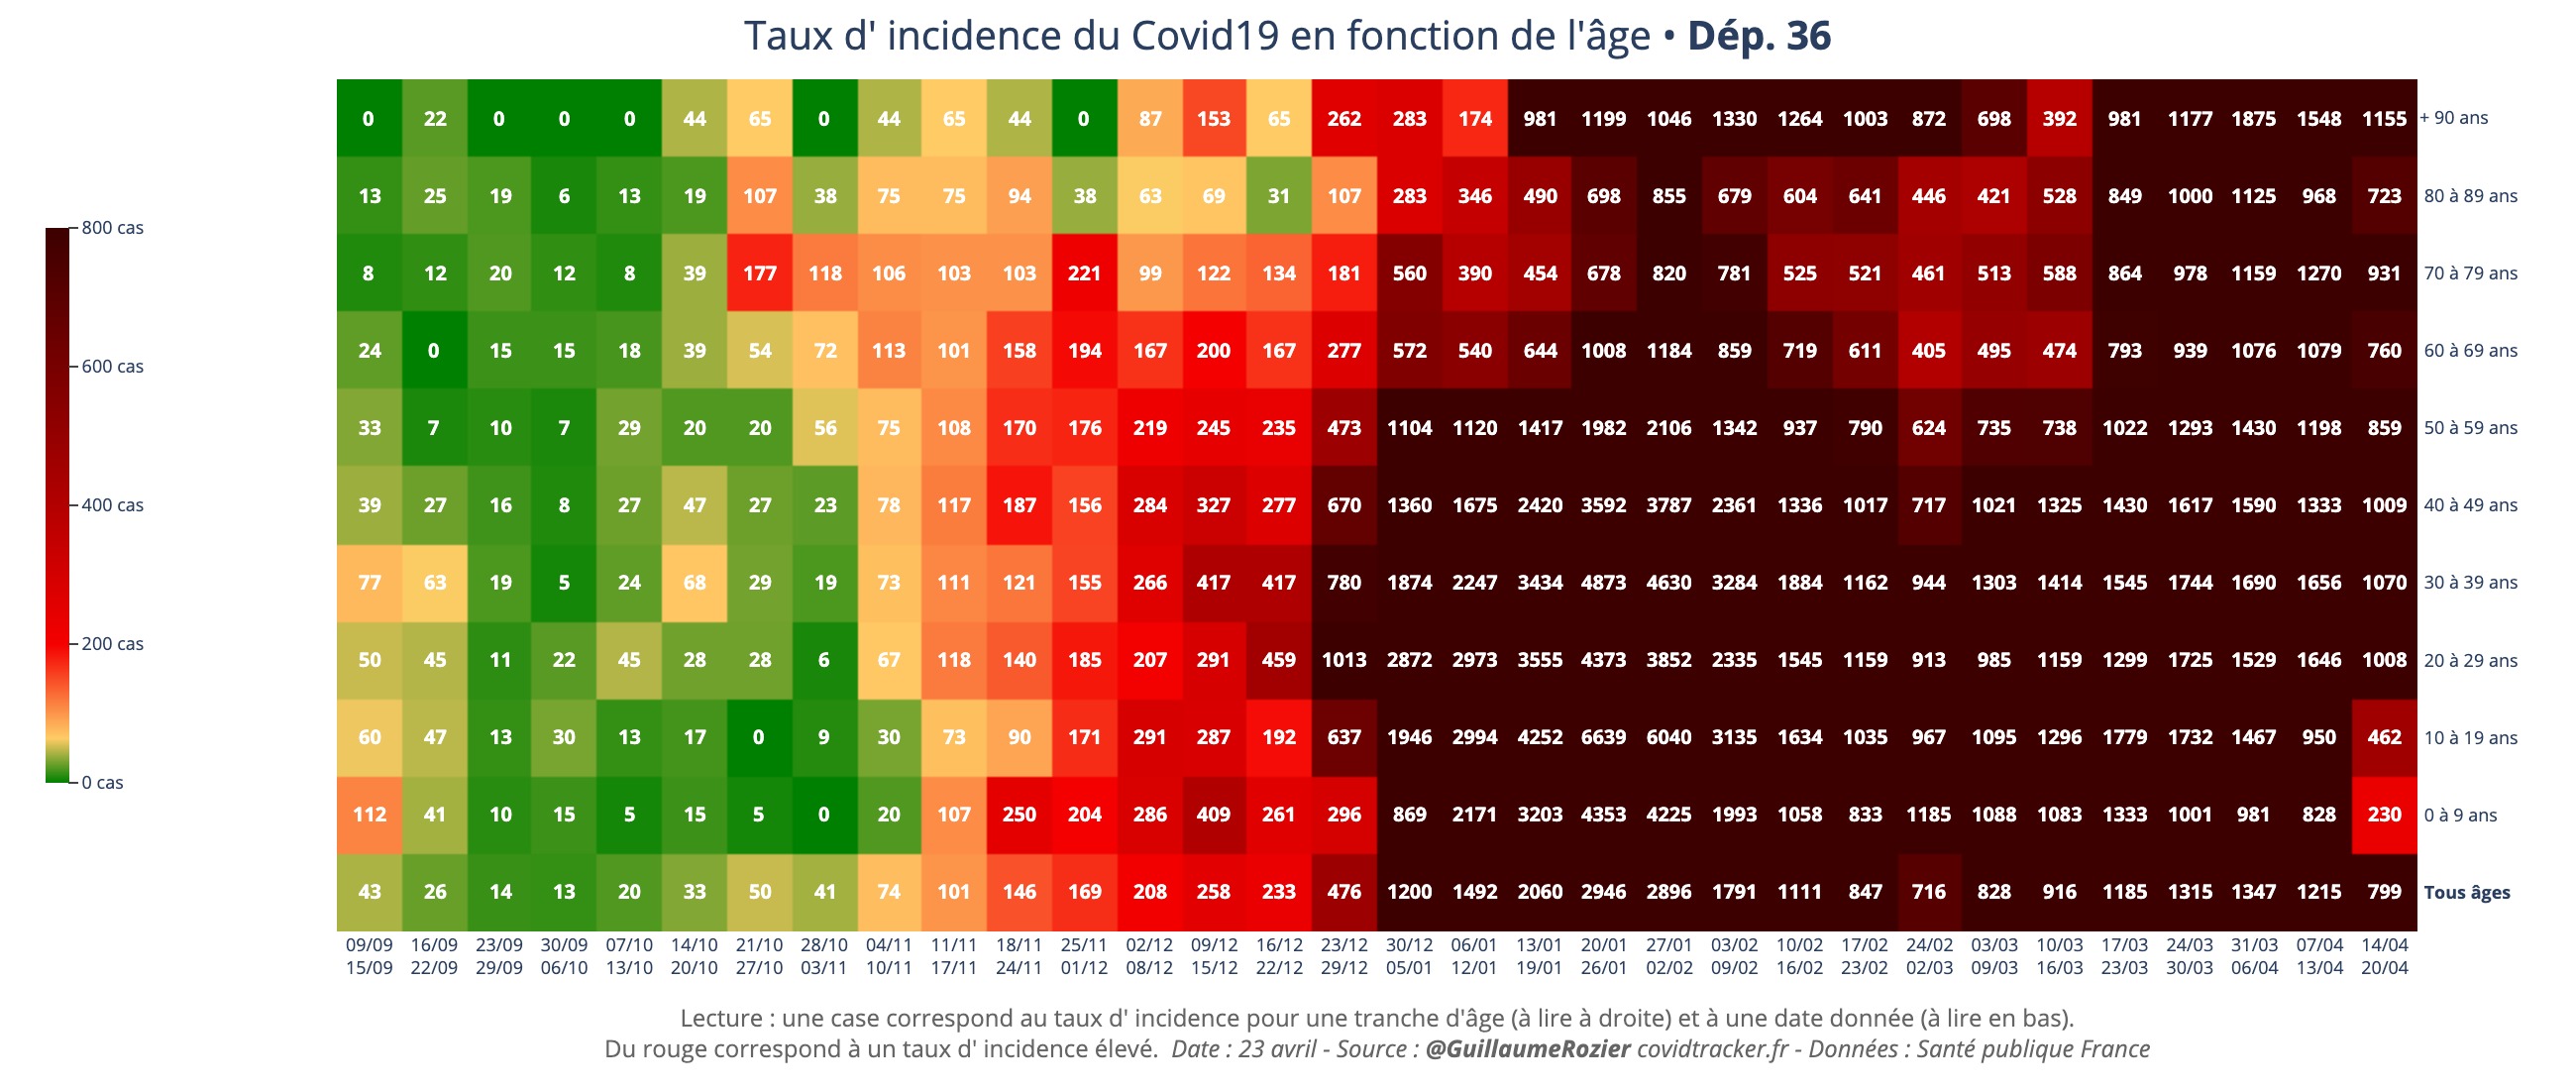 Taux d' incidence du Covid19 en fonction de l'âge • Dép. 36
800 cas
600 cas
400 cas
200 cas
0 cas
0 22 0 0 0 44 65 0 44 65 44 0 87 153 65 262 283 174 981 1199 1046 1330 1264 1003 872 698 392 981 1177 1875 1548 1155 + 90 ans
13 25 19 6 13 19 107 38 75 75 94 38 63 69 31 107 283 346 490 698 855 679 604 641 446 421 528 849 1000 1125 968 723 80 à 89 ans
8 12 20 12 8 39 177 118 106 103 103 221 99 122 134 181 560 390 454 678 820 781 525 521 461 513 588 864 978 1159 1270 931 70 à 79 ans
24 0 15 15 18 39 54 72 113 101 158 194 167 200 167 277 572 540 644 1008 1184 859 719 611 405 495 474 793 939 1076 1079 760 60 à 69 ans
33 7 10 7 29 20 20 56 75 108 170 176 219 245 235 473 1104 1120 1417 1982 2106 1342 937 790 624 735 738 1022 1293 1430 1198 859 50 à 59 ans
39 27 16 8 27 47 27 23 78 117 187 156 284 327 277 670 1360 1675 2420 3592 3787 2361 1336 1017 717 1021 1325 1430 1617 1590 1333 1009 40 à 49 ans
77 63 19 5 24 68 29 19 73 111 121 155 266 417 417 780 1874 2247 3434 4873 4630 3284 1884 1162 944 1303 1414 1545 1744 1690 1656 1070 30 à 39 ans
50 45 11 22 45 28 28 6 67 118 140 185 207 291 459 1013 2872 2973 3555 4373 3852 2335 1545 1159 913 985 1159 1299 1725 1529 1646 1008 20 à 29 ans
60 47 13 30 13 17 0 9 30 73 90 171 291 287 192 637 1946 2994 4252 6639 6040 3135 1634 1035 967 1095 1296 1779 1732 1467 950 462 10 à 19 ans
112 41 10 15 5 15 5 0 20 107 250 204 286 409 261 296 869 2171 3203 4353 4225 1993 1058 833 1185 1088 1083 1333 1001 981 828 230 0 à 9 ans
43 26 14 13 20 33 50 41 74 101 146 169 208 258 233 476 1200 1492 2060 2946 2896 1791 1111 847 716 828 916 1185 1315 1347 1215 799 Tous âges
09/09 16/09 23/09 30/09 07/10 14/10 21/10 28/10 04/11 11/11 18/11 25/11 02/12 09/12 16/12 23/12 30/12 06/01 13/01 20/01 27/01 03/02 10/02 17/02 24/02 03/03 10/03 17/03 24/03 31/03 07/04 14/04
15/09 22/09 29/09 06/10 13/10 20/10 27/10 03/11 10/11 17/11 24/11 01/12 08/12 15/12 22/12 29/12 05/01 12/01 19/01 26/01 02/02 09/02 16/02 23/02 02/03 09/03 16/03 23/03 30/03 06/04 13/04 20/04
Lecture : une case correspond au taux d' incidence pour une tranche d'âge (à lire à droite) et à une date donnée (à lire en bas).
Du rouge correspond à un taux d' incidence élevé. Date : 23 avril - Source : @GuillaumeRozier covidtracker.fr - Données : Santé publique France